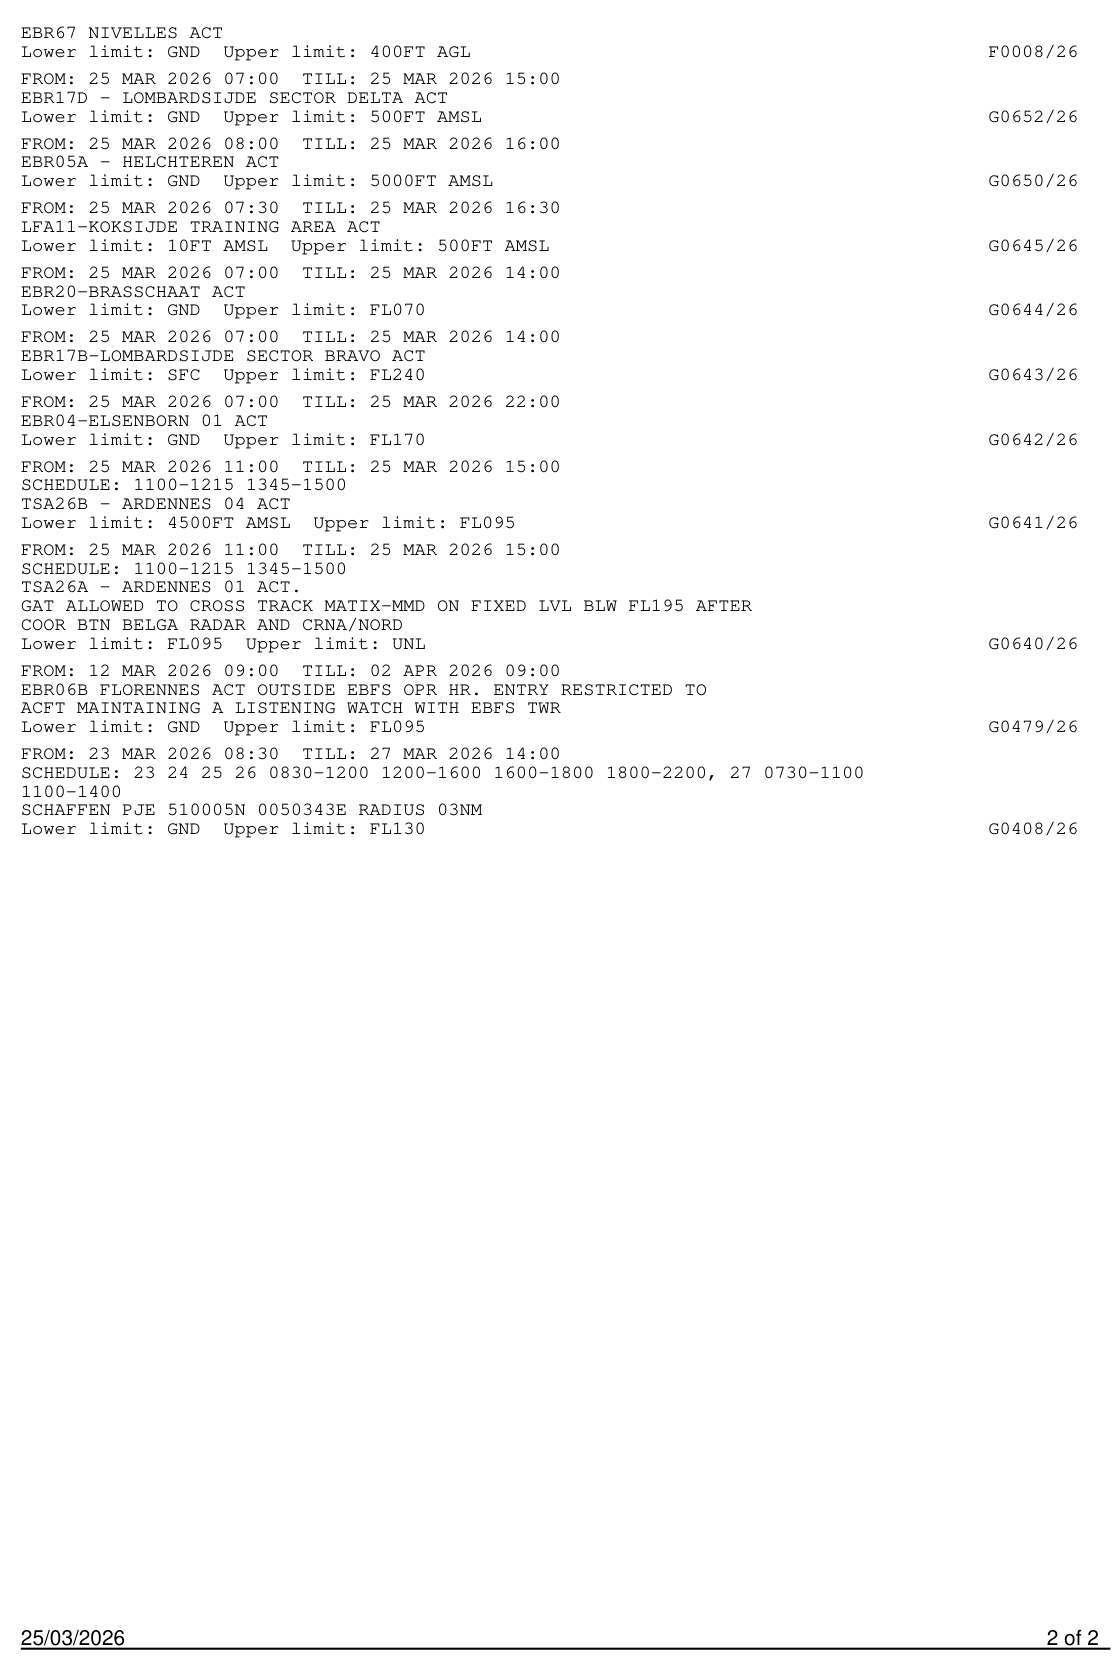 EBR67 NIVELLES ACT
Lower limit: GND  Upper limit: 400FT AGL F0008/26
FROM: 25 MAR 2026 07:00  TILL: 25 MAR 2026 15:00
EBR17D - LOMBARDSIJDE SECTOR DELTA ACT
Lower limit: GND  Upper limit: 500FT AMSL G0652/26
FROM: 25 MAR 2026 08:00  TILL: 25 MAR 2026 16:00
EBR05A - HELCHTEREN ACT
Lower limit: GND  Upper limit: 5000FT AMSL G0650/26
FROM: 25 MAR 2026 07:30  TILL: 25 MAR 2026 16:30
LFA11-KOKSIJDE TRAINING AREA ACT
Lower limit: 10FT AMSL  Upper limit: 500FT AMSL G0645/26
FROM: 25 MAR 2026 07:00  TILL: 25 MAR 2026 14:00
EBR20-BRASSCHAAT ACT
Lower limit: GND  Upper limit: FL070 G0644/26
FROM: 25 MAR 2026 07:00  TILL: 25 MAR 2026 14:00
EBR17B-LOMBARDSIJDE SECTOR BRAVO ACT
Lower limit: SFC  Upper limit: FL240 G0643/26
FROM: 25 MAR 2026 07:00  TILL: 25 MAR 2026 22:00
EBR04-ELSENBORN 01 ACT
Lower limit: GND  Upper limit: FL170 G0642/26
FROM: 25 MAR 2026 11:00  TILL: 25 MAR 2026 15:00
SCHEDULE: 1100-1215 1345-1500
TSA26B - ARDENNES 04 ACT
Lower limit: 4500FT AMSL  Upper limit: FL095 G0641/26
FROM: 25 MAR 2026 11:00  TILL: 25 MAR 2026 15:00
SCHEDULE: 1100-1215 1345-1500
TSA26A - ARDENNES 01 ACT.
GAT ALLOWED TO CROSS TRACK MATIX-MMD ON FIXED LVL BLW FL195 AFTER
COOR BTN BELGA RADAR AND CRNA/NORD
Lower limit: FL095  Upper limit: UNL G0640/26
FROM: 12 MAR 2026 09:00  TILL: 02 APR 2026 09:00
EBR06B FLORENNES ACT OUTSIDE EBFS OPR HR. ENTRY RESTRICTED TO
ACFT MAINTAINING A LISTENING WATCH WITH EBFS TWR
Lower limit: GND  Upper limit: FL095 G0479/26
FROM: 23 MAR 2026 08:30  TILL: 27 MAR 2026 14:00
SCHEDULE: 23 24 25 26 0830-1200 1200-1600 1600-1800 1800-2200, 27 0730-1100
1100-1400
SCHAFFEN PJE 510005N 0050343E RADIUS 03NM
Lower limit: GND  Upper limit: FL130 G0408/26
25/03/2026 2 of 2